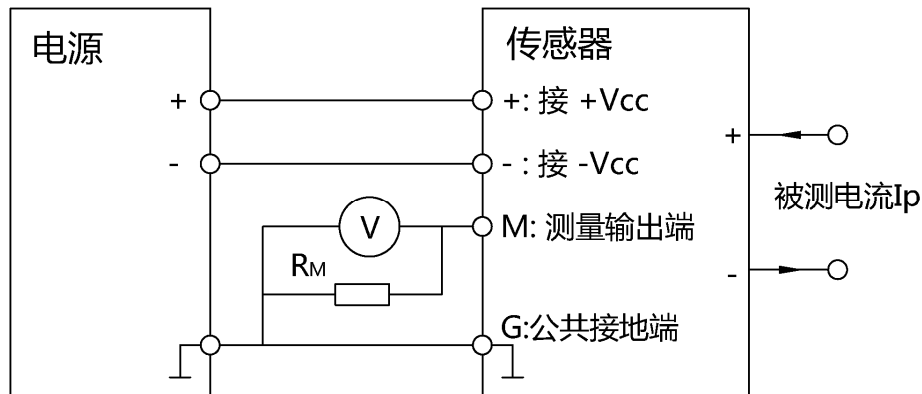 电源
传感器
+
+: 接 +Vcc
+
-
- : 接 -Vcc
被测电流Ip
V
M: 测量输出端
RM
-
G:公共接地端